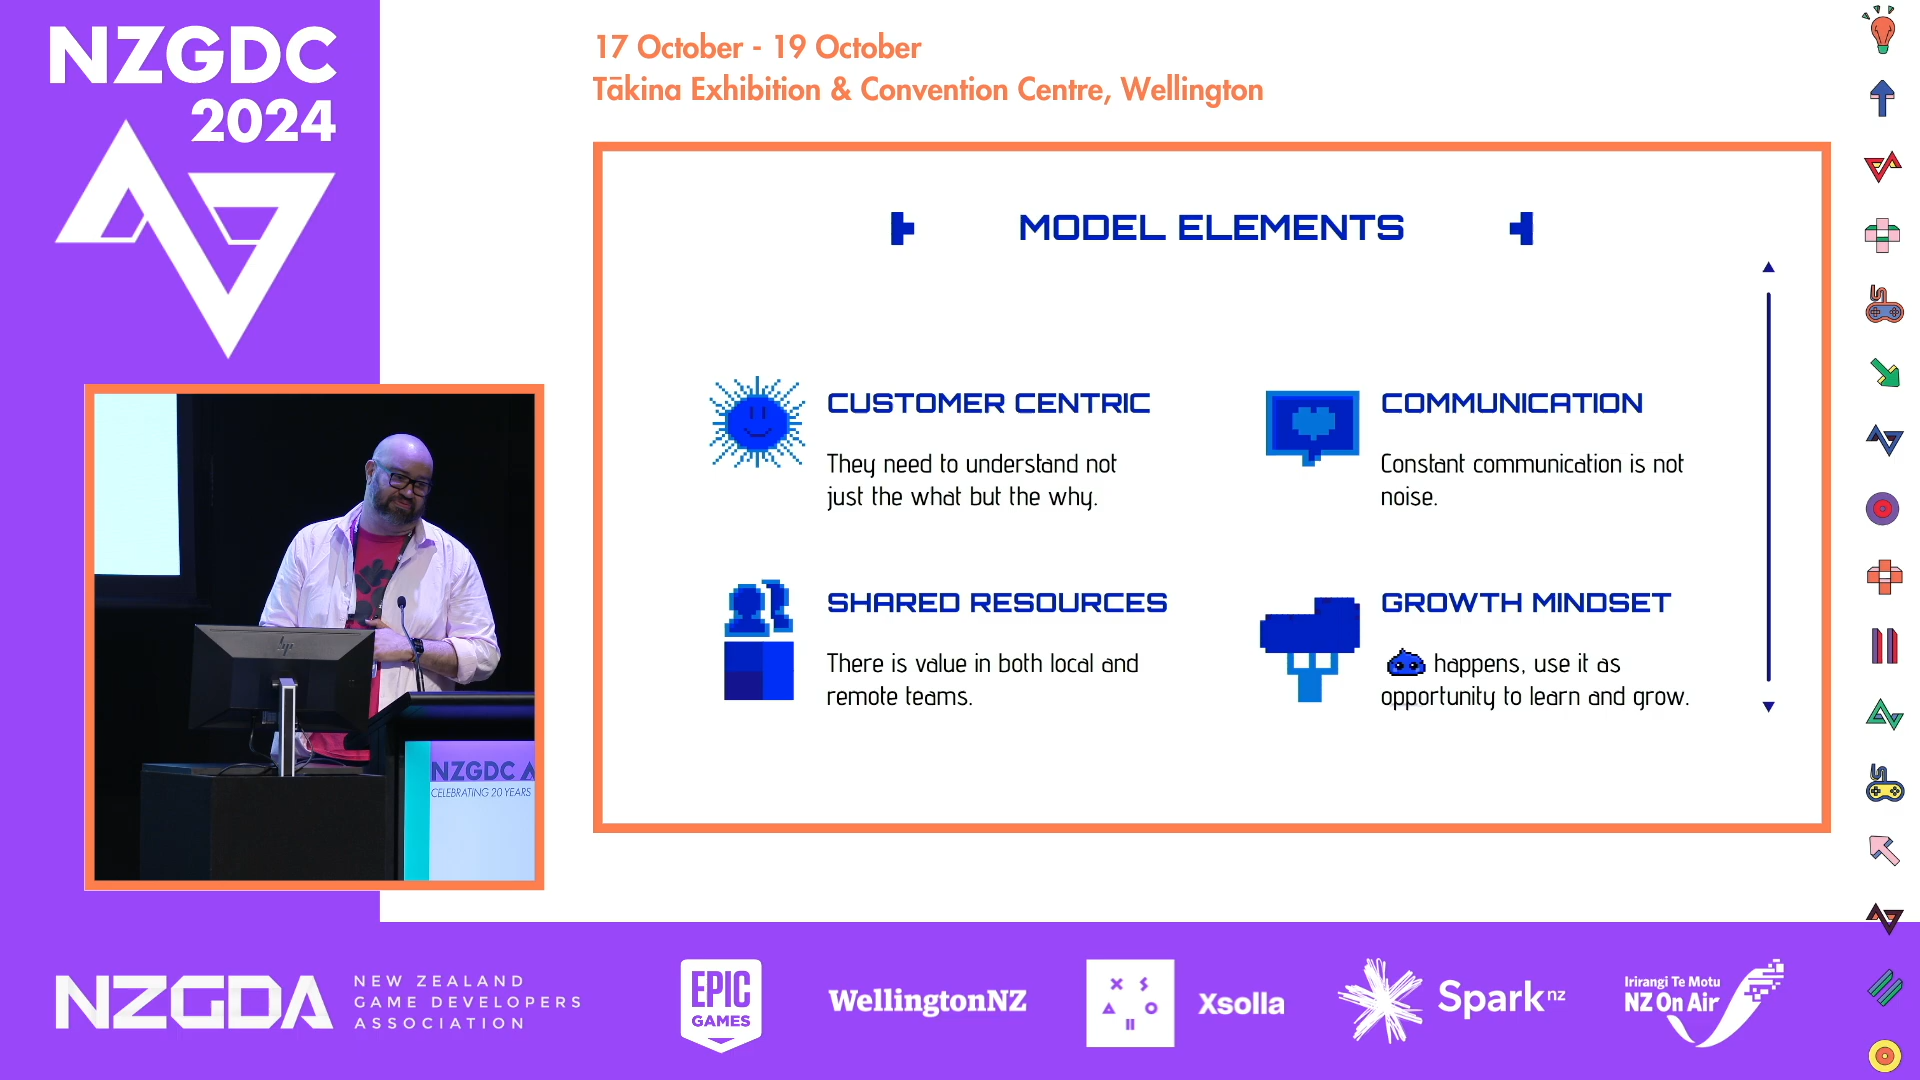 NZGDC
2024
17 October - 19 October
Tākina Exhibition & Convention Centre, Wellington
MODEL ELEMENTS
CUSTOMER CENTRIC
They need to understand not
just the what but the why.
COMMUNICATION
Constant communication is not
noise.
SHARED RESOURCES
There is value in both local and
remote teams.
GROWTH MINDSET
happens, use it as
opportunity to learn and grow.
hp
NZGDC
CELEBRATING 20 YEARS
NZGDA
NEW ZEALAND
GAME DEVELOPERS
ASSOCIATION
EPIC
GAMES
WellingtonNZ
Xsolla
Spark nz
Irirangi Te Motu
NZ On Air